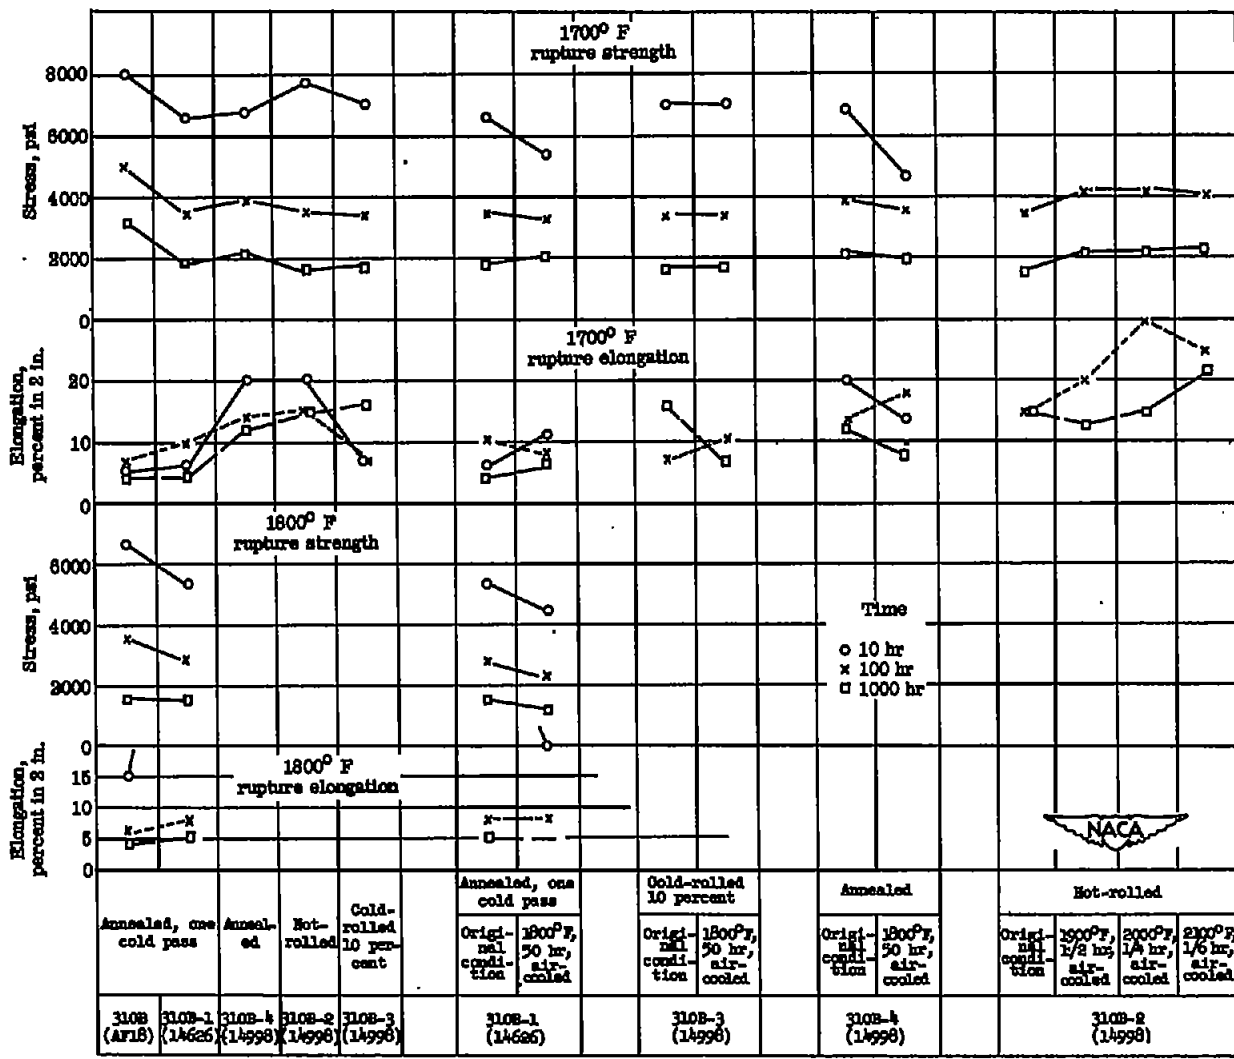 1700° F
rupture strength
8000
6000
4000
2000
0
Stress, psi
1700° F
rupture elongation
20
10
0
Elongation,
percent in 2 in.
1800° F
rupture strength
6000
4000
2000
0
Stress, psi
Time
10 hr
100 hr
1000 hr
1800° F
rupture elongation
15
10
5
0
Elongation,
percent in 2 in.
NACA
Annealed, one
cold pass
Anneal-
ed
Hot-
rolled
Cold-
rolled
10 per-
cent
Annealed, one
cold pass
Origi-
nal
condi-
tion
1800°F,
50 hr,
air-
cooled
Cold-rolled
10 percent
Origi-
nal
condi-
tion
1800°F,
50 hr,
air-
cooled
Annealed
Origi-
nal
condi-
tion
1800°F,
50 hr,
air-
cooled
Hot-rolled
Origi-
nal
condi-
tion
1900°F,
1/2 hr,
air-
cooled
2000°F,
1/4 hr,
air-
cooled
2100°F,
1/6 hr,
air-
cooled
310B
(AF18)
310B-1
(14626)
310B-4
(14998)
310B-2
(14998)
310B-3
(14998)
310B-1
(14626)
310B-3
(14998)
310B-4
(14998)
310B-2
(14998)